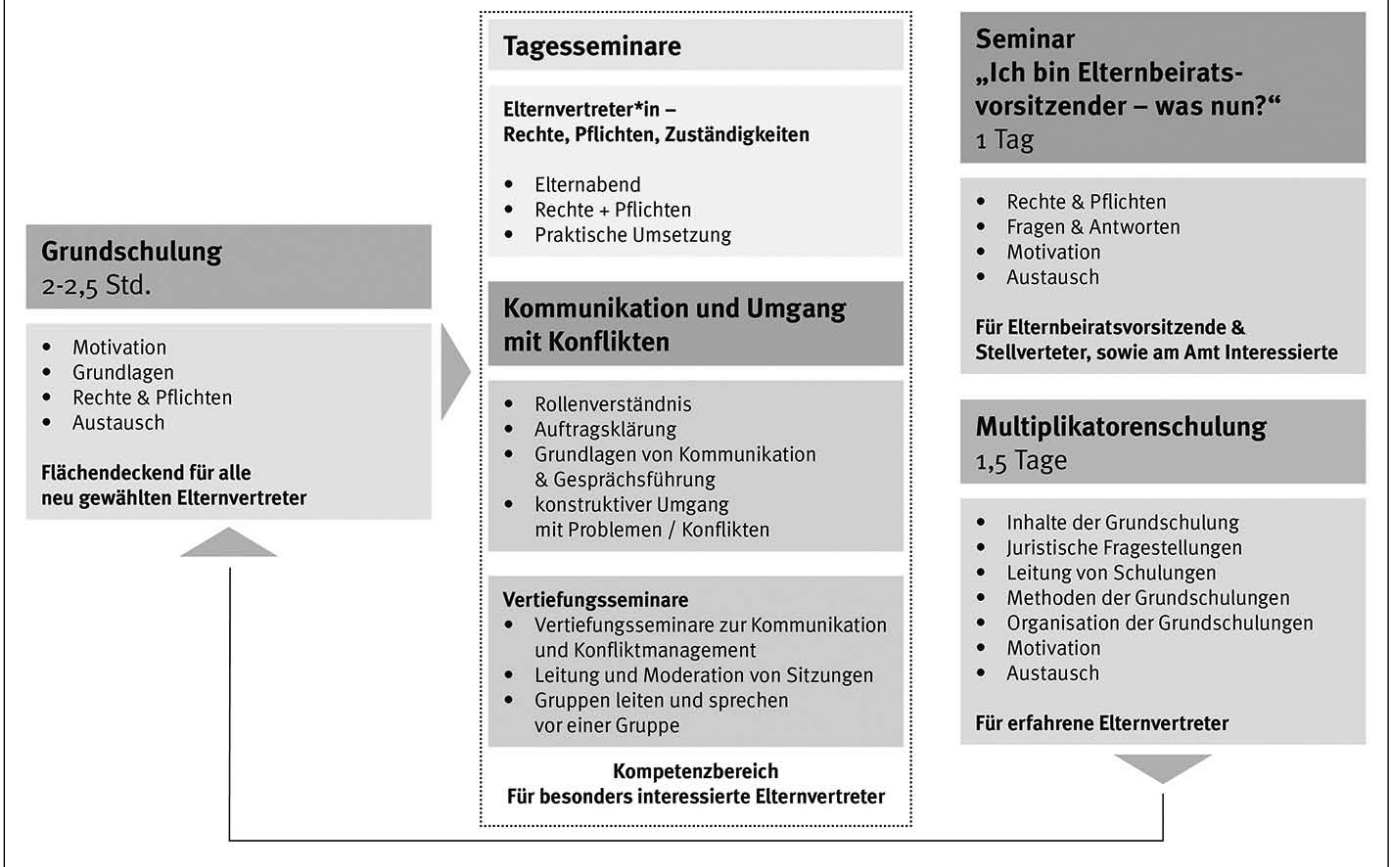 Grundschulung
2-2,5 Std.
• Motivation
• Grundlagen
• Rechte & Pflichten
• Austausch
Flächendeckend für alle
neu gewählten Elternvertreter
Tagesseminare
Elternvertreter*in –
Rechte, Pflichten, Zuständigkeiten
• Elternabend
• Rechte + Pflichten
• Praktische Umsetzung
Kommunikation und Umgang
mit Konflikten
• Rollenverständnis
• Auftragsklärung
• Grundlagen von Kommunikation
& Gesprächsführung
• konstruktiver Umgang
mit Problemen / Konflikten
Vertiefungsseminare
• Vertiefungsseminare zur Kommunikation
und Konfliktmanagement
• Leitung und Moderation von Sitzungen
• Gruppen leiten und sprechen
vor einer Gruppe
Kompetenzbereich
Für besonders interessierte Elternvertreter
Seminar
„Ich bin Elternbeirats-
vorsitzender – was nun?“
1 Tag
• Rechte & Pflichten
• Fragen & Antworten
• Motivation
• Austausch
Für Elternbeiratsvorsitzende &
Stellverteter, sowie am Amt Interessierte
Multiplikatorenschulung
1,5 Tage
• Inhalte der Grundschulung
• Juristische Fragestellungen
• Leitung von Schulungen
• Methoden der Grundschulungen
• Organisation der Grundschulungen
• Motivation
• Austausch
Für erfahrene Elternvertreter